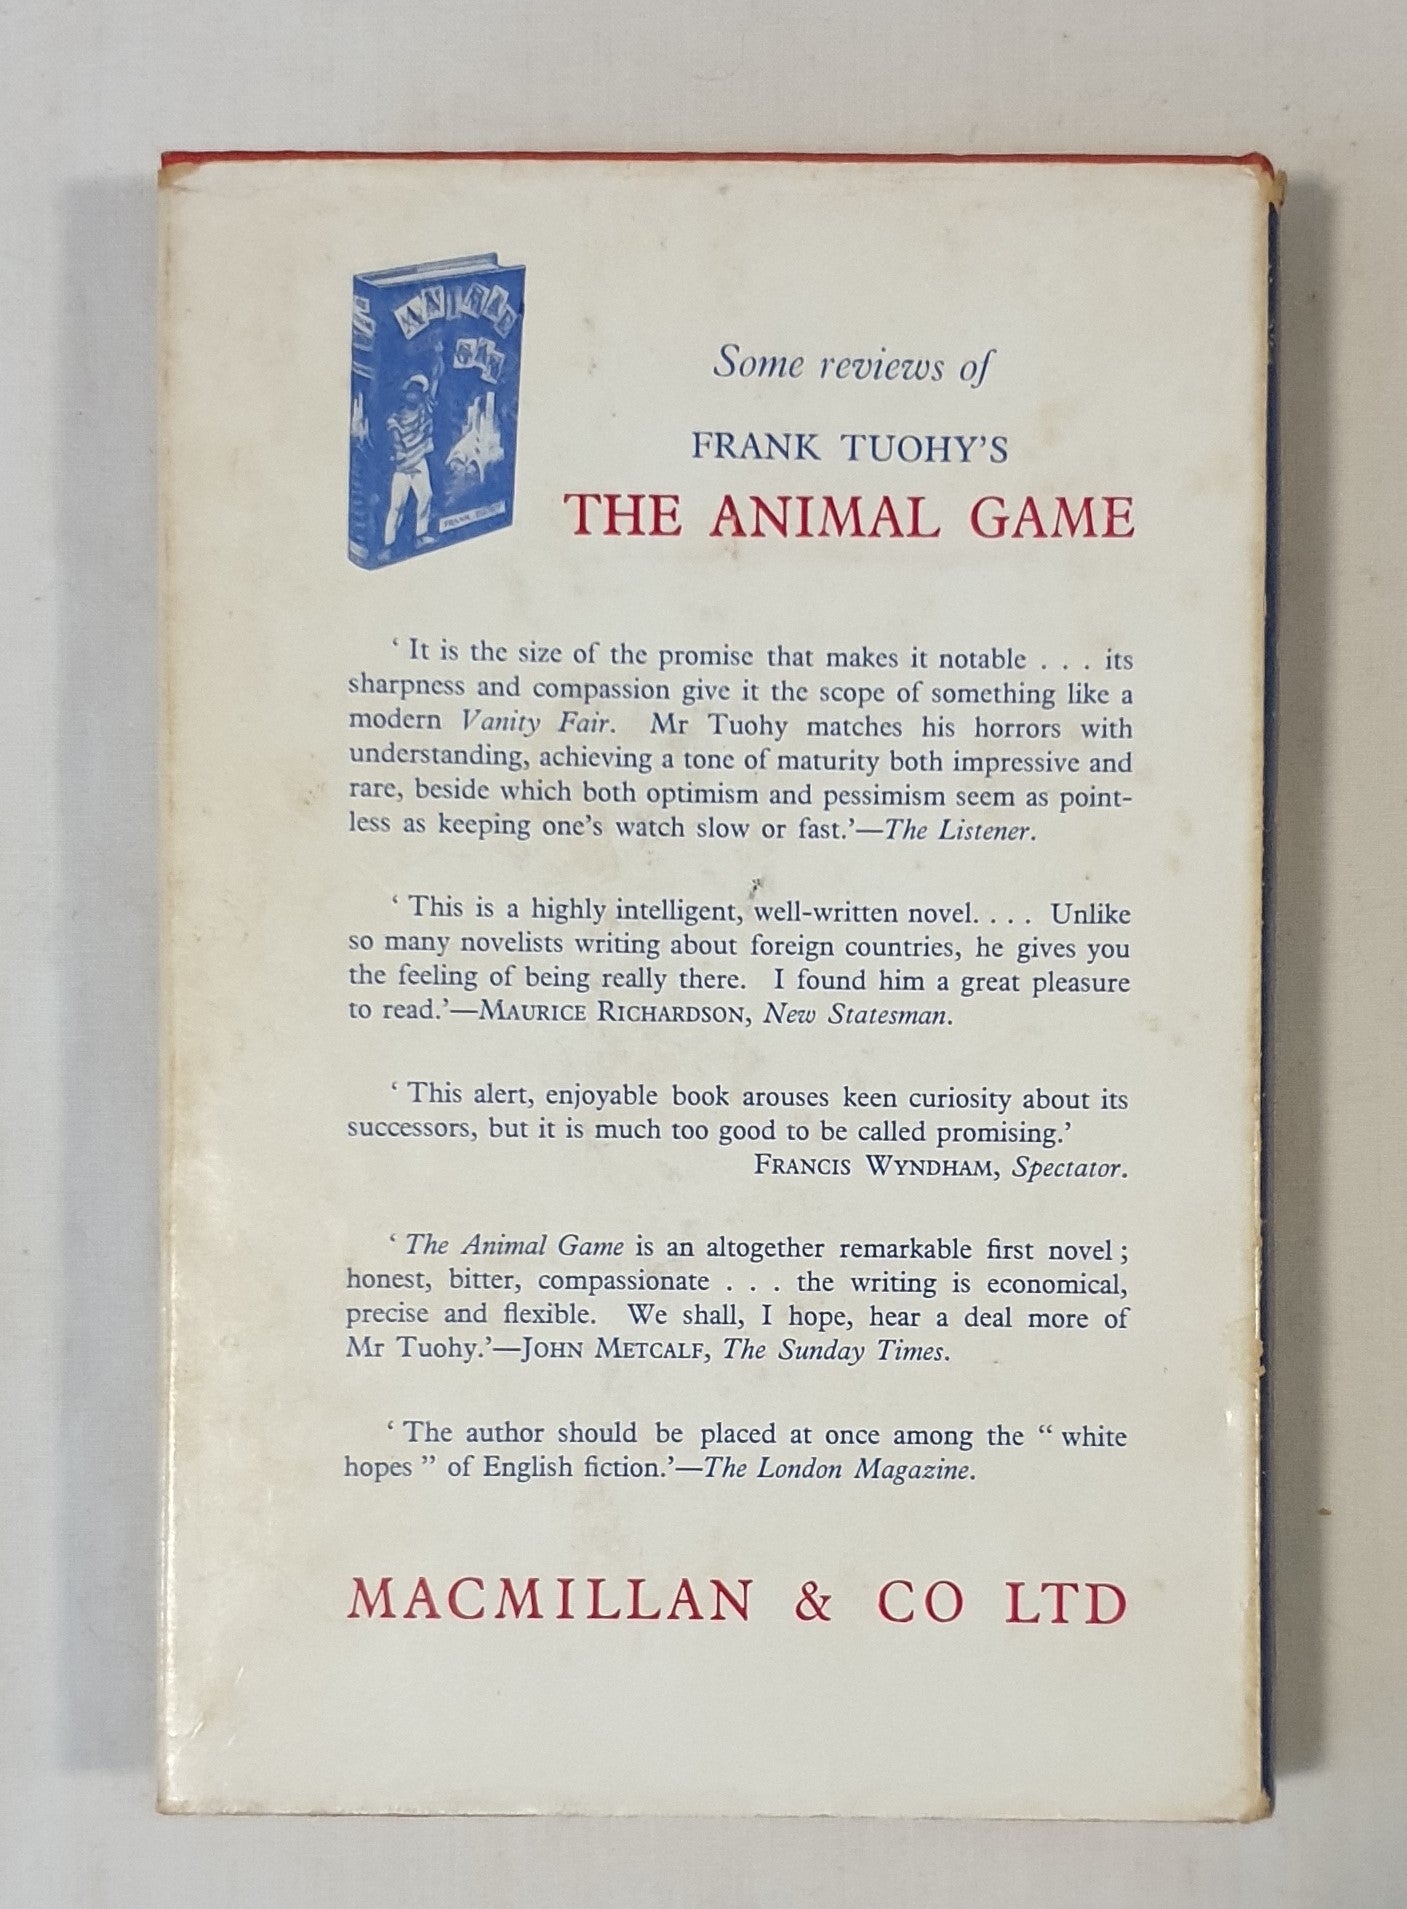 ANIMAL
GAM
FRANK TUOHY
Some reviews of
FRANK TUOHY'S
THE ANIMAL GAME
‘ It is the size of the promise that makes it notable . . . its
sharpness and compassion give it the scope of something like a
modern Vanity Fair. Mr Tuohy matches his horrors with
understanding, achieving a tone of maturity both impressive and
rare, beside which both optimism and pessimism seem as point-
less as keeping one’s watch slow or fast.’—The Listener.
‘ This is a highly intelligent, well-written novel. . . . Unlike
so many novelists writing about foreign countries, he gives you
the feeling of being really there. I found him a great pleasure
to read.’—MAURICE RICHARDSON, New Statesman.
‘ This alert, enjoyable book arouses keen curiosity about its
successors, but it is much too good to be called promising.’
FRANCIS WYNDHAM, Spectator.
‘ The Animal Game is an altogether remarkable first novel ;
honest, bitter, compassionate . . . the writing is economical,
precise and flexible. We shall, I hope, hear a deal more of
Mr Tuohy.’—JOHN METCALF, The Sunday Times.
‘ The author should be placed at once among the “ white
hopes ” of English fiction.’—The London Magazine.
MACMILLAN & CO LTD